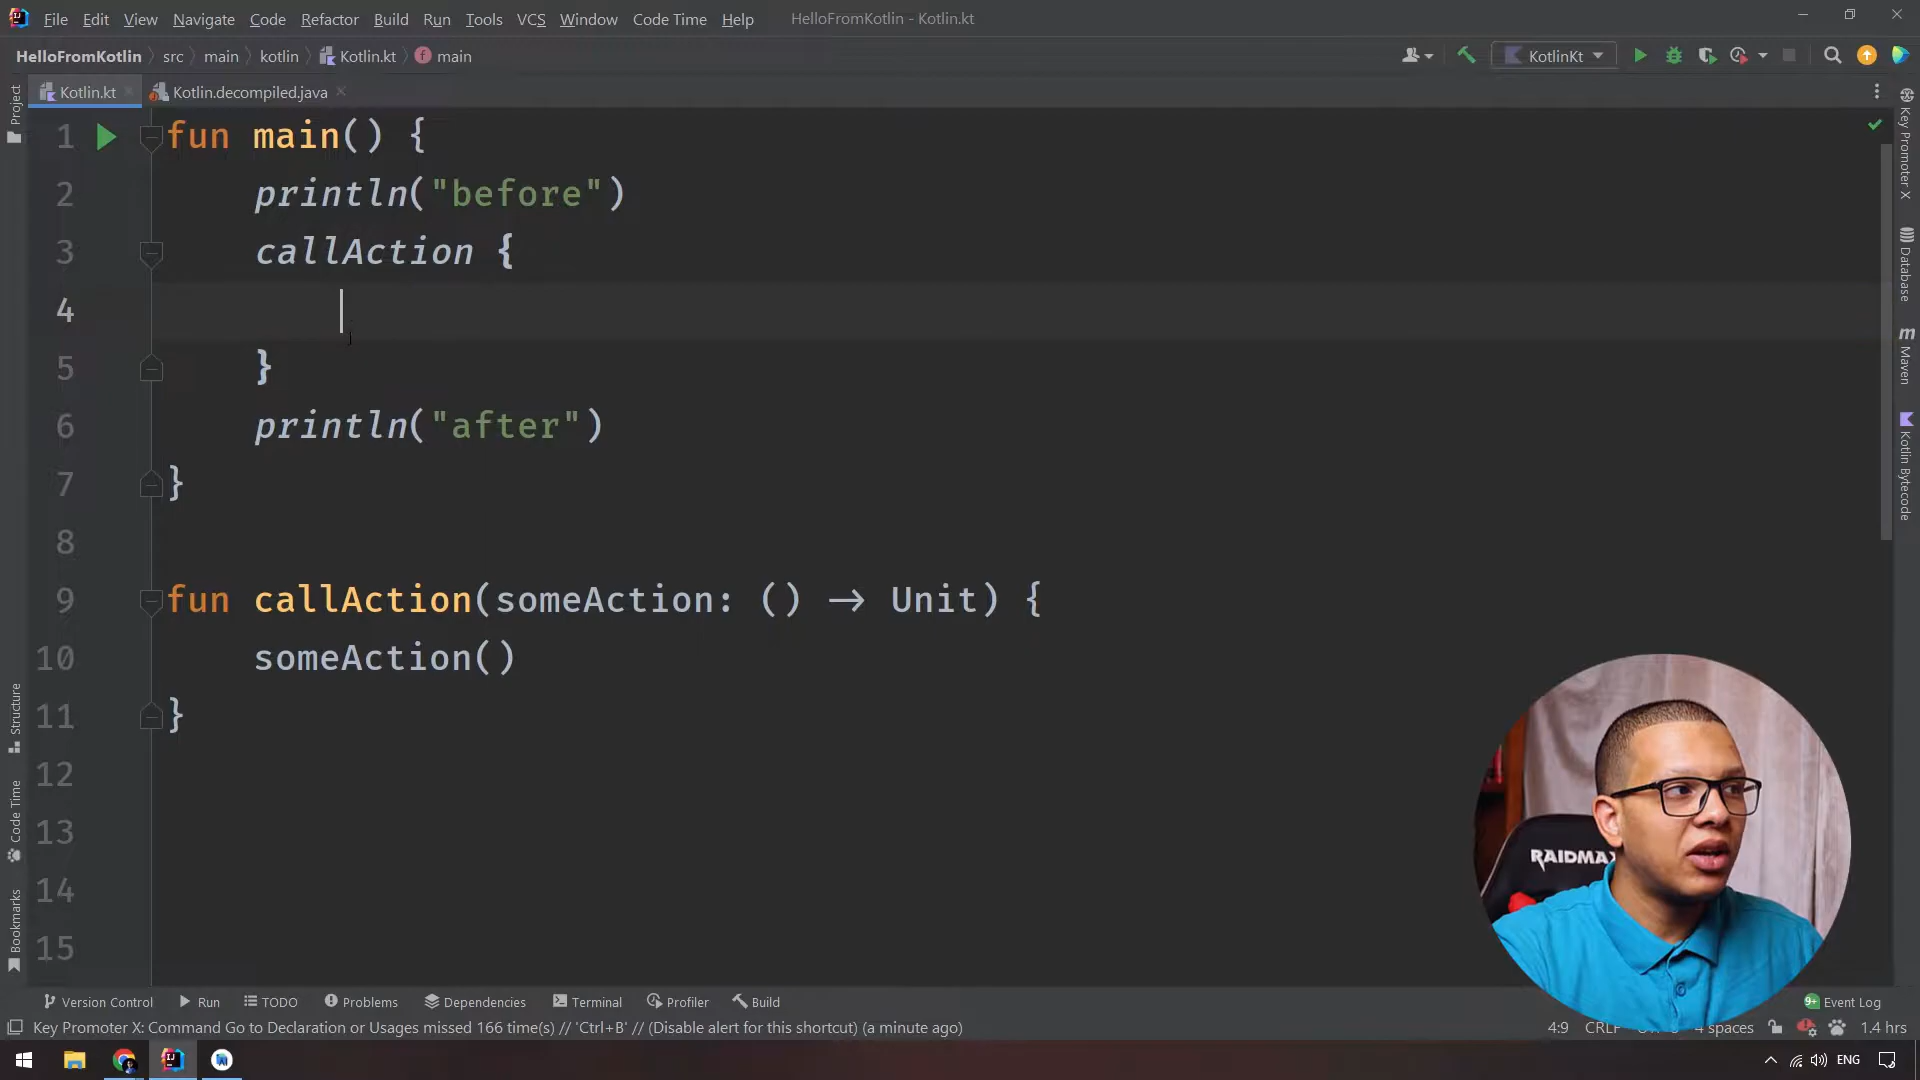 File Edit View Navigate Code Refactor Build Run Tools VCS Window Code Time Help HelloFromKotlin - Kotlin.kt
HelloFromKotlin src main kotlin Kotlin.kt main KotlinKt
Kotlin.kt Kotlin.decompiled.java
Project
1 fun main() {
2 println("before")
3 callAction {
4
5 }
6 println("after")
7 }
8
9 fun callAction(someAction: () → Unit) {
10 someAction()
11 }
12
13
14
15
Structure
Code Time
Bookmarks
Key Promoter X
Database
Maven
Kotlin Bytecode
RAIDMAX
Version Control Run TODO Problems Dependencies Terminal Profiler Build 9+ Event Log
Key Promoter X: Command Go to Declaration or Usages missed 166 time(s) // 'Ctrl+B' // (Disable alert for this shortcut) (a minute ago) 4:9 CRLF 4 spaces 1.4 hrs
ENG